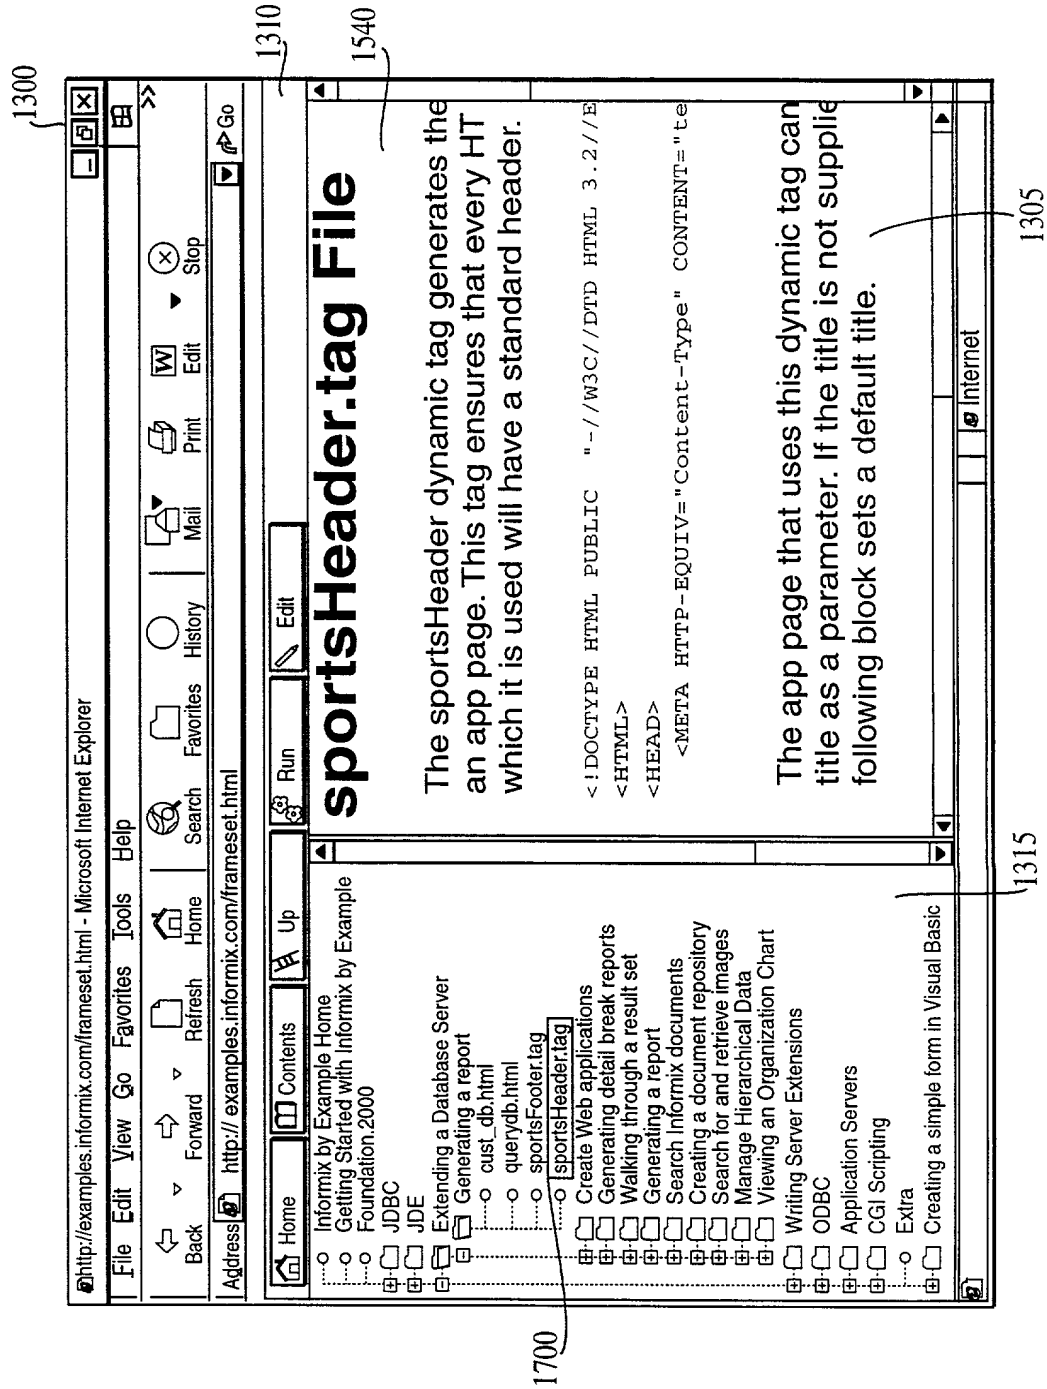 1300
http://examples.informix.com/frameset.html - Microsoft Internet Explorer
File Edit View Go Favorites Tools Help
Back Forward Refresh Home Search Favorites History Mail Print Edit Stop
>>
Address http:// examples.informix.com/frameset.html Go
1310
Home Contents Up Run Edit
1540
Informix by Example Home
Getting Started with Informix by Example
Foundation.2000
JDBC
JDE
Extending a Database Server
Generating a report
cust_db.html
querydb.html
sportsFooter.tag
sportsHeader.tag
1700
Create Web applications
Generating detail break reports
Walking through a result set
Generating a report
Search Informix documents
Creating a document repository
Search for and retrieve images
Manage Hierarchical Data
Viewing an Organization Chart
Writing Server Extensions
ODBC
Application Servers
CGI Scripting
Extra
Creating a simple form in Visual Basic
1315
sportsHeader.tag File
The sportsHeader dynamic tag generates the
an app page. This tag ensures that every HT
which it is used will have a standard header.
<!DOCTYPE HTML PUBLIC "-//W3C//DTD HTML 3.2//E
<HTML>
<HEAD>
<META HTTP-EQUIV="Content-Type" CONTENT="te
The app page that uses this dynamic tag can
title as a parameter. If the title is not supplie
following block sets a default title.
1305
Internet